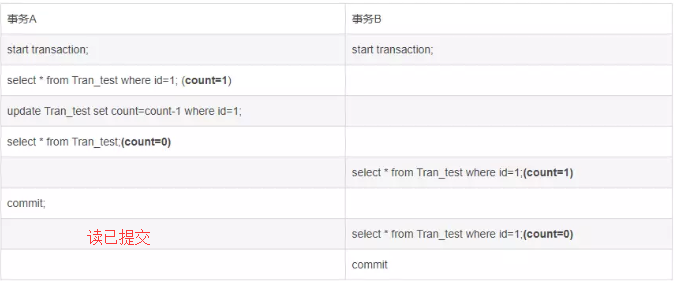 事务A 事务B
start transaction; start transaction;
select * from Tran_test where id=1; (count=1)
update Tran_test set count=count-1 where id=1;
select * from Tran_test;(count=0)
select * from Tran_test where id=1;(count=1)
commit;
读已提交 select * from Tran_test where id=1;(count=0)
commit